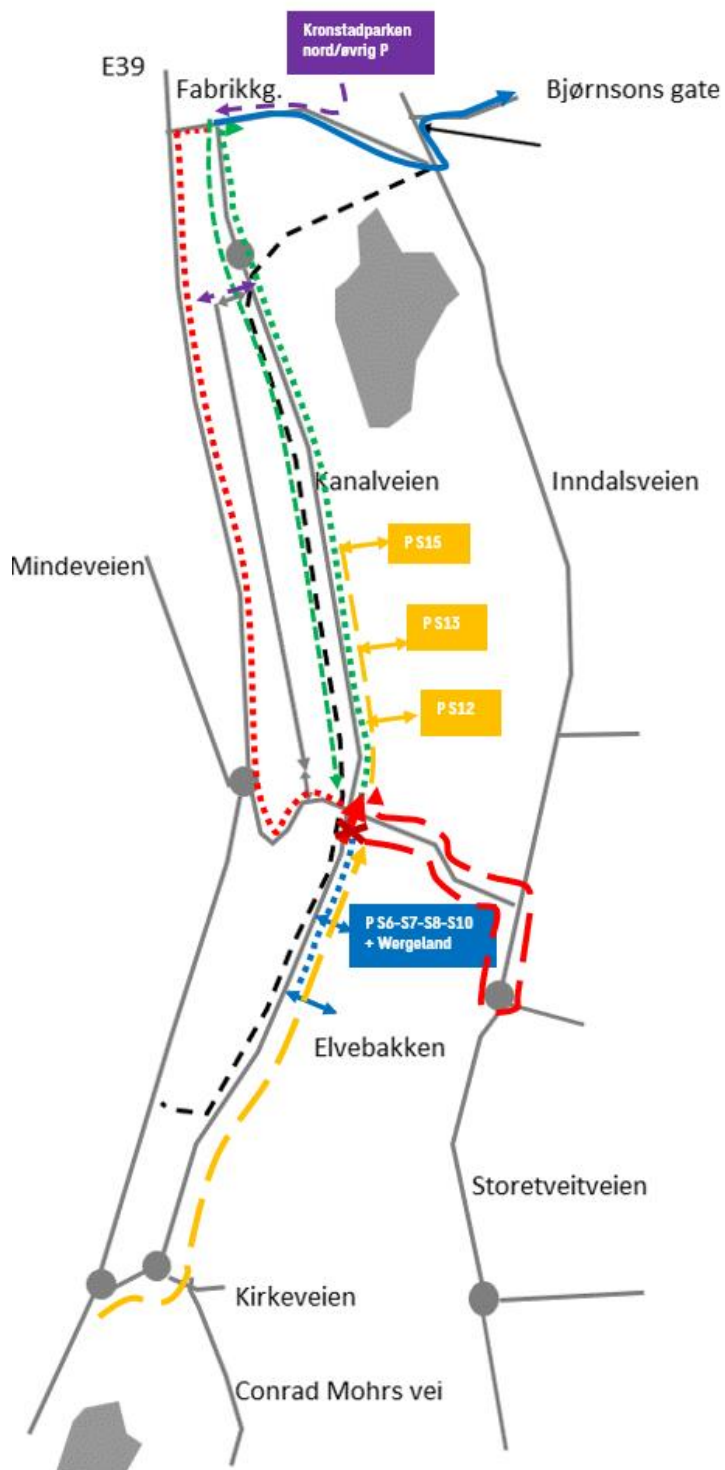 Kronstadparken
nord/øvrig P
E39
Fabrikkg.
Bjørnsons gate
Kanalveien
Inndalsveien
P S15
Mindeveien
P S13
P S12
P S6-S7-S8-S10
+ Wergeland
Elvebakken
Storetveitveien
Kirkeveien
Conrad Mohrs vei